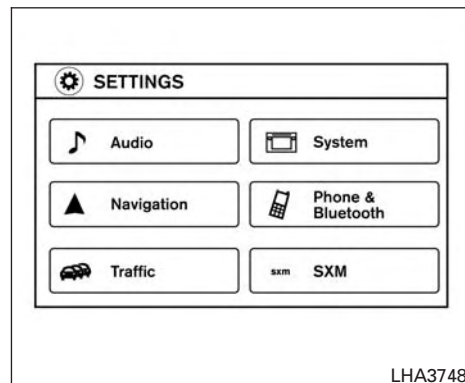 SETTINGS
Audio
System
Navigation
Phone &
Bluetooth
Traffic
sxm SXM
LHA3748